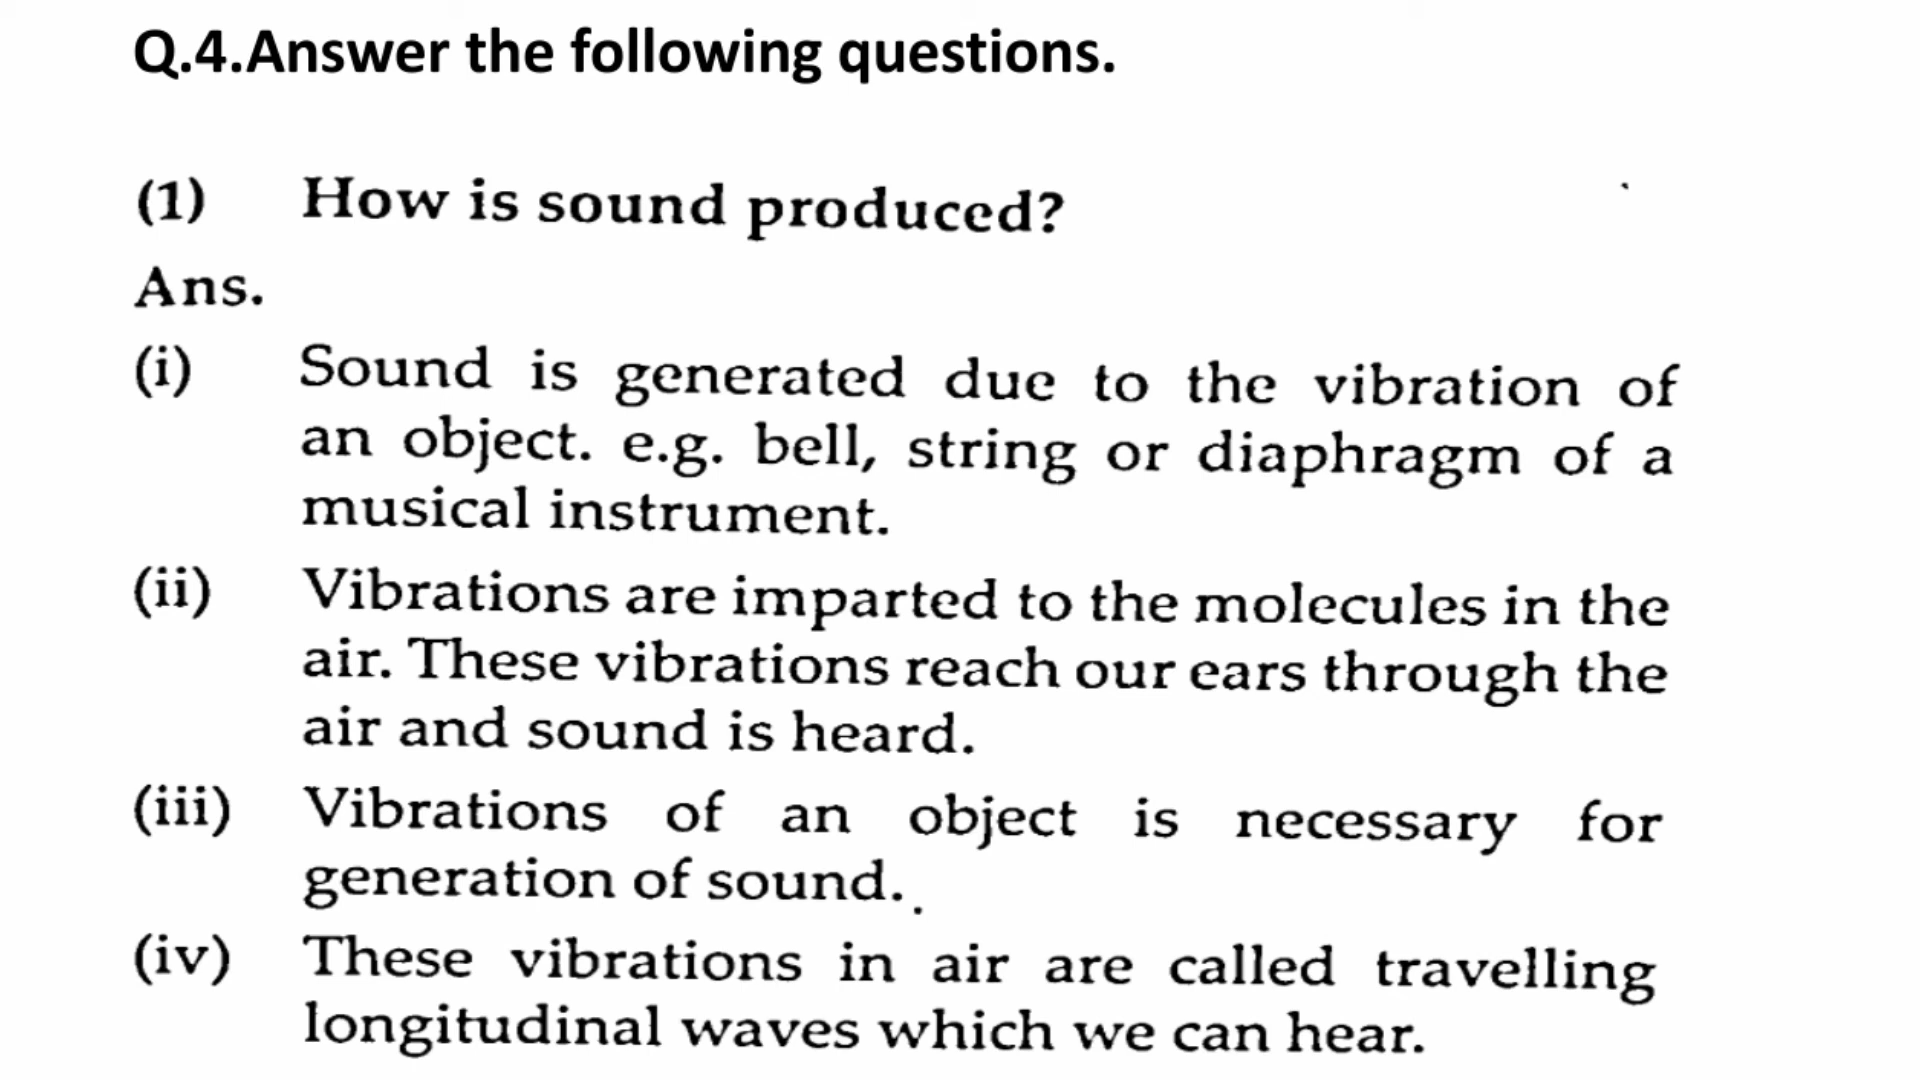 Q.4.Answer the following questions.
(1) How is sound produced?
Ans.
(i) Sound is generated due to the vibration of
an object. e.g. bell, string or diaphragm of a
musical instrument.
(ii) Vibrations are imparted to the molecules in the
air. These vibrations reach our ears through the
air and sound is heard.
(iii) Vibrations of an object is necessary for
generation of sound.
(iv) These vibrations in air are called travelling
longitudinal waves which we can hear.